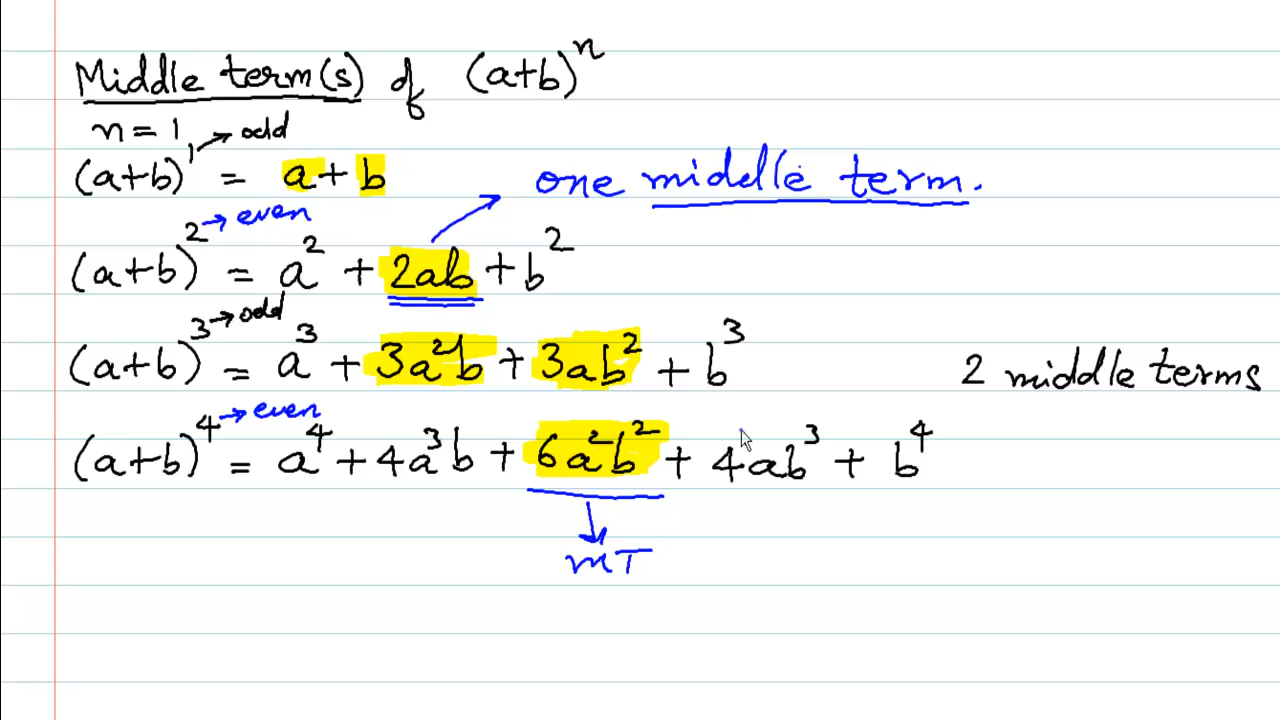 Middle term(s) of (a+b)^n
n = 1 → odd
(a+b)^1 = a + b
one middle term.
(a+b)^2 → even = a^2 + 2ab + b^2
(a+b)^3 → odd = a^3 + 3a^2b + 3ab^2 + b^3 2 middle terms
(a+b)^4 → even = a^4 + 4a^3b + 6a^2b^2 + 4ab^3 + b^4
MT